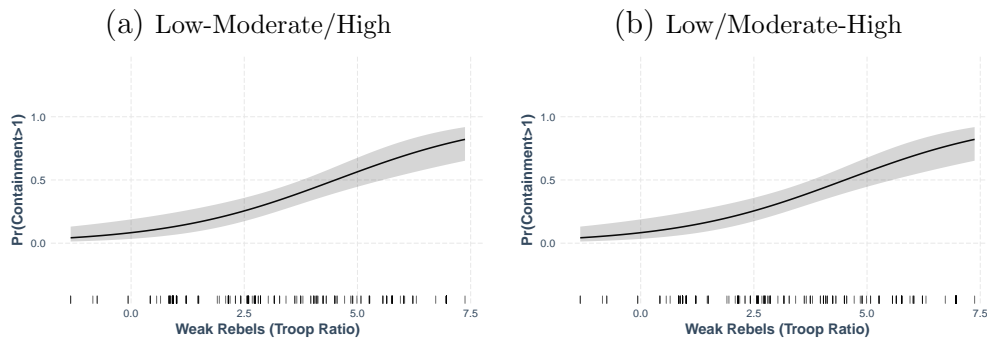 (a) Low-Moderate/High
Pr(Containment>1)
1.0
0.5
0.0
0.0 2.5 5.0 7.5
Weak Rebels (Troop Ratio)
(b) Low/Moderate-High
Pr(Containment>1)
1.0
0.5
0.0
0.0 2.5 5.0 7.5
Weak Rebels (Troop Ratio)